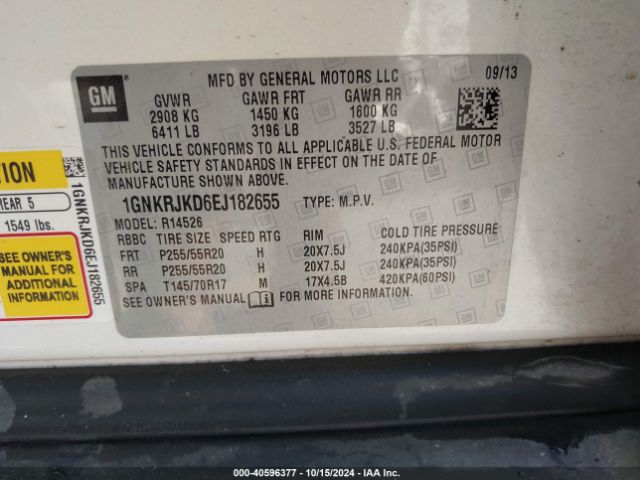 GM
MFD BY GENERAL MOTORS LLC
09/13
GVWR GAWR FRT GAWR RR
2908 KG 1450 KG 1600 KG
6411 LB 3196 LB 3527 LB
THIS VEHICLE CONFORMS TO ALL APPLICABLE U.S. FEDERAL MOTOR
VEHICLE SAFETY STANDARDS IN EFFECT ON THE DATE OF
MANUFACTURE SHOWN ABOVE.
1GNKRJKD6EJ182655 TYPE: M.P.V.
MODEL: R14526
RBBC TIRE SIZE SPEED RTG RIM COLD TIRE PRESSURE
FRT P255/55R20 H 20X7.5J 240KPA(35PSI)
RR P255/55R20 H 20X7.5J 240KPA(35PSI)
SPA T145/70R17 M 17X4.5B 420KPA(60PSI)
SEE OWNER'S MANUAL FOR MORE INFORMATION.
TION
REAR 5
1549 lbs.
SEE OWNER'S
MANUAL FOR
ADDITIONAL
INFORMATION
1GNKRJKD6EJ182655
000-40596377 - 10/15/2024 - IAA Inc.